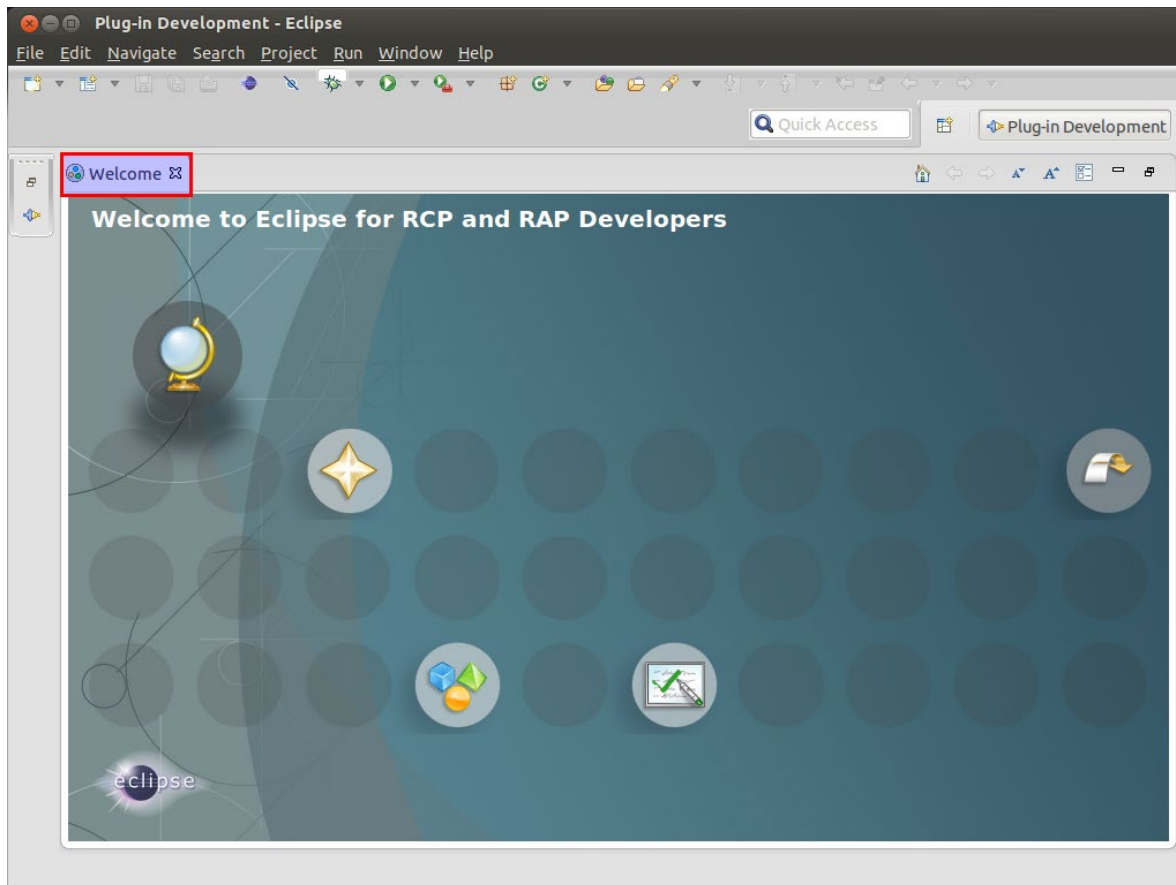 Plug-in Development - Eclipse
File Edit Navigate Search Project Run Window Help
Quick Access
Plug-in Development
Welcome
Welcome to Eclipse for RCP and RAP Developers
eclipse